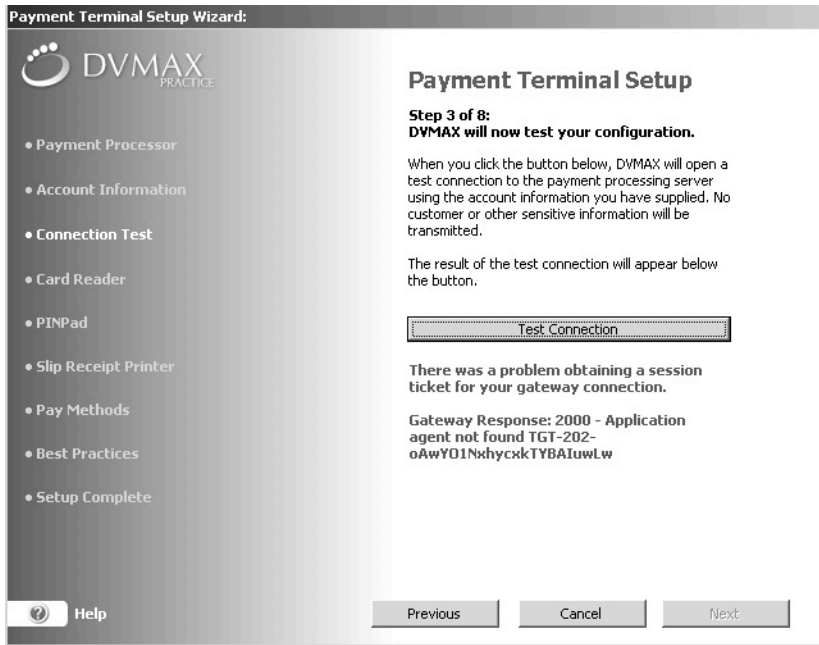 Payment Terminal Setup Wizard:
DVMAX
PRACTICE
• Payment Processor
• Account Information
• Connection Test
• Card Reader
• PINPad
• Slip Receipt Printer
• Pay Methods
• Best Practices
• Setup Complete
? Help
Payment Terminal Setup
Step 3 of 8:
DVMAX will now test your configuration.
When you click the button below, DVMAX will open a
test connection to the payment processing server
using the account information you have supplied. No
customer or other sensitive information will be
transmitted.
The result of the test connection will appear below
the button.
Test Connection
There was a problem obtaining a session
ticket for your gateway connection.
Gateway Response: 2000 - Application
agent not found TGT-202-
oAwYO1NxhycxkTYBAIuwLw
Previous
Cancel
Next